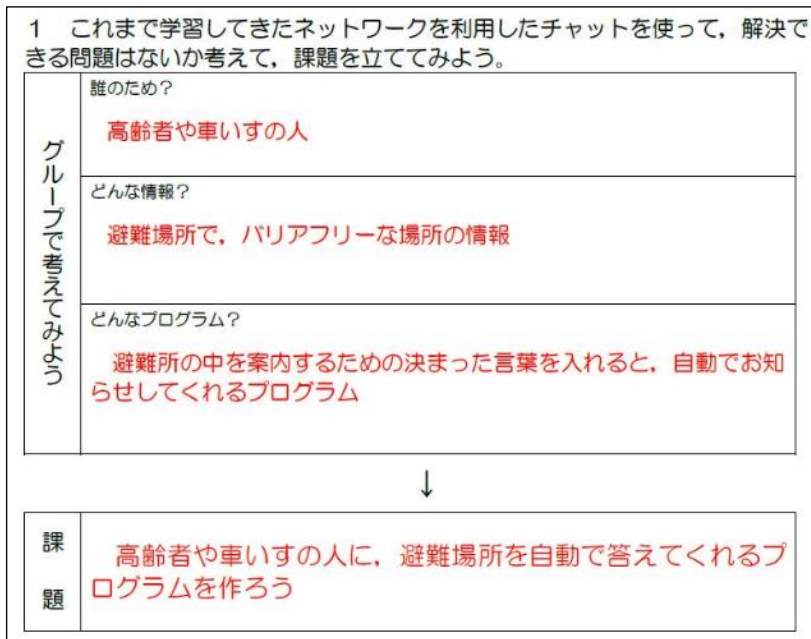 1　これまで学習してきたネットワークを利用したチャットを使って，解決で
きる問題はないか考えて，課題を立ててみよう。
グループで考えてみよう
誰のため？
高齢者や車いすの人
どんな情報？
避難場所で，バリアフリーな場所の情報
どんなプログラム？
避難所の中を案内するための決まった言葉を入れると，自動でお知
らせしてくれるプログラム
↓
課題
高齢者や車いすの人に，避難場所を自動で答えてくれるプ
ログラムを作ろう